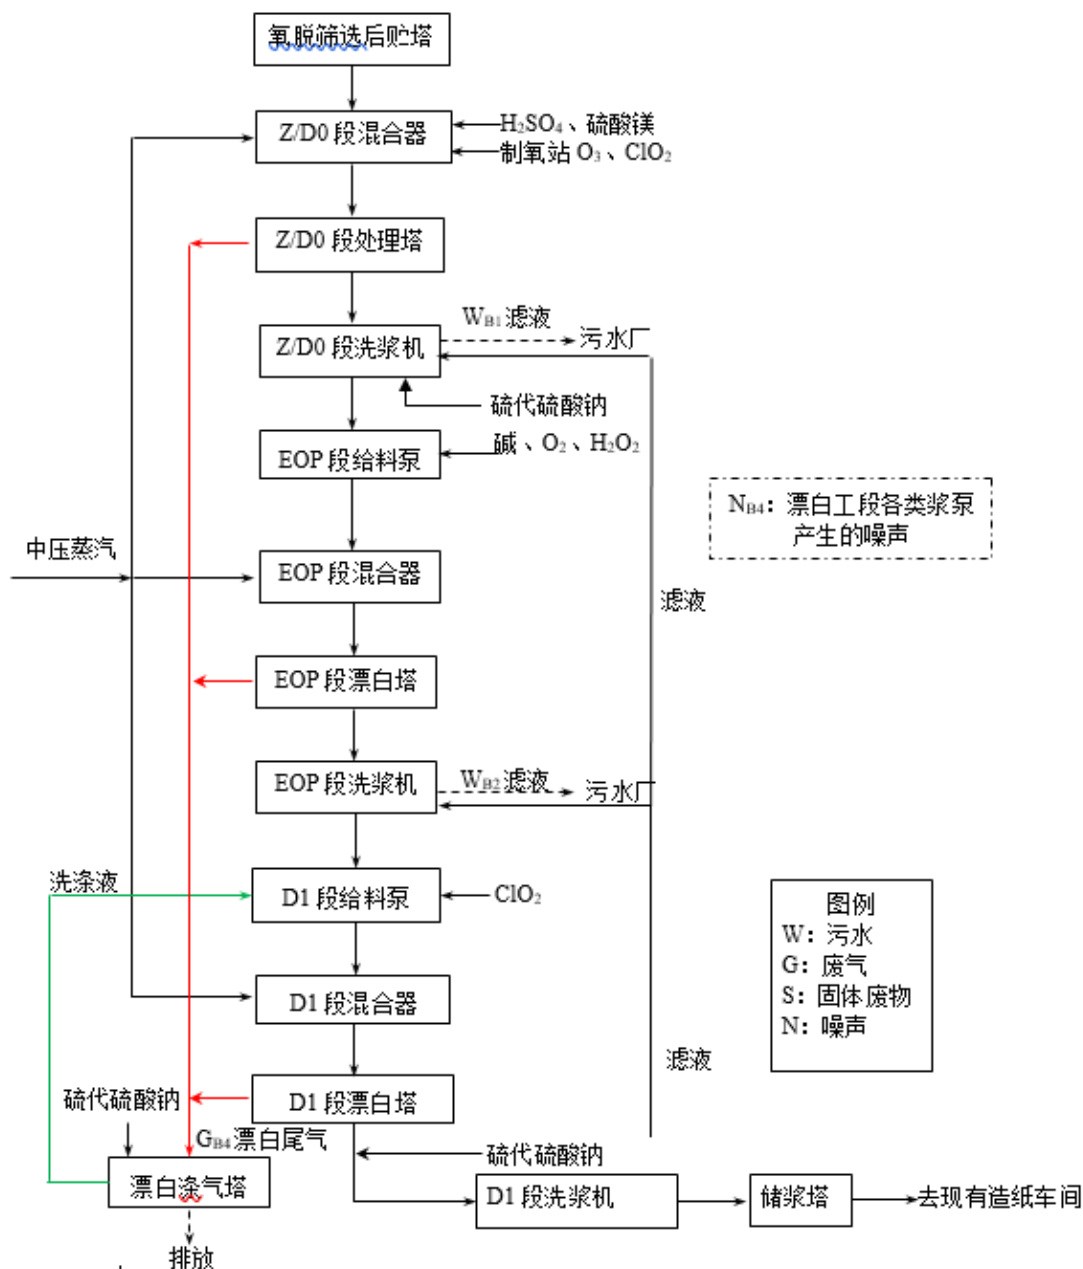 氧脱筛选后贮塔
Z/D0 段混合器
H₂SO₄、硫酸镁
制氧站 O₃、ClO₂
Z/D0 段处理塔
W_B1 滤液
污水厂
Z/D0 段洗浆机
硫代硫酸钠
碱、O₂、H₂O₂
EOP 段给料泵
N_B4：漂白工段各类浆泵
产生的噪声
中压蒸汽
EOP 段混合器
滤液
EOP 段漂白塔
EOP 段洗浆机
W_B2 滤液
污水厂
洗涤液
D1 段给料泵
ClO₂
图例
W：污水
G：废气
S：固体废物
N：噪声
D1 段混合器
滤液
硫代硫酸钠
D1 段漂白塔
G_B4 漂白尾气
硫代硫酸钠
漂白涤气塔
D1 段洗浆机
储浆塔
去现有造纸车间
排放